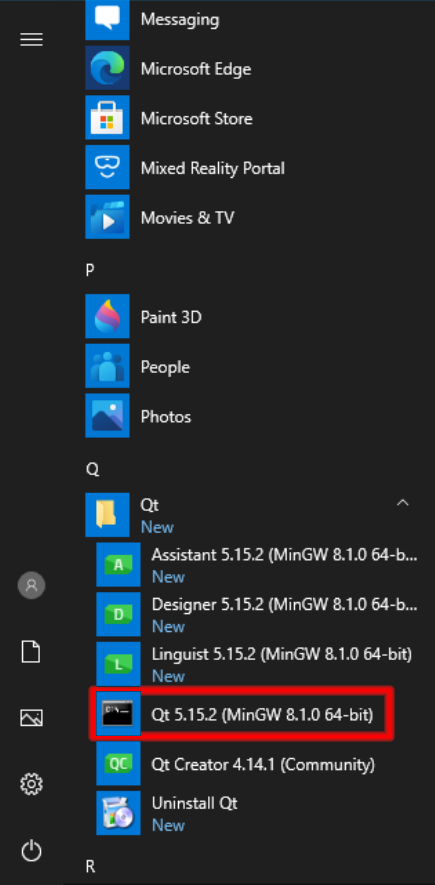 Messaging
Microsoft Edge
Microsoft Store
Mixed Reality Portal
Movies & TV
P
Paint 3D
People
Photos
Q
Qt
New
A
Assistant 5.15.2 (MinGW 8.1.0 64-b...
New
D
Designer 5.15.2 (MinGW 8.1.0 64-b...
New
L
Linguist 5.15.2 (MinGW 8.1.0 64-bit)
New
Qt 5.15.2 (MinGW 8.1.0 64-bit)
QC
Qt Creator 4.14.1 (Community)
Uninstall Qt
New
R